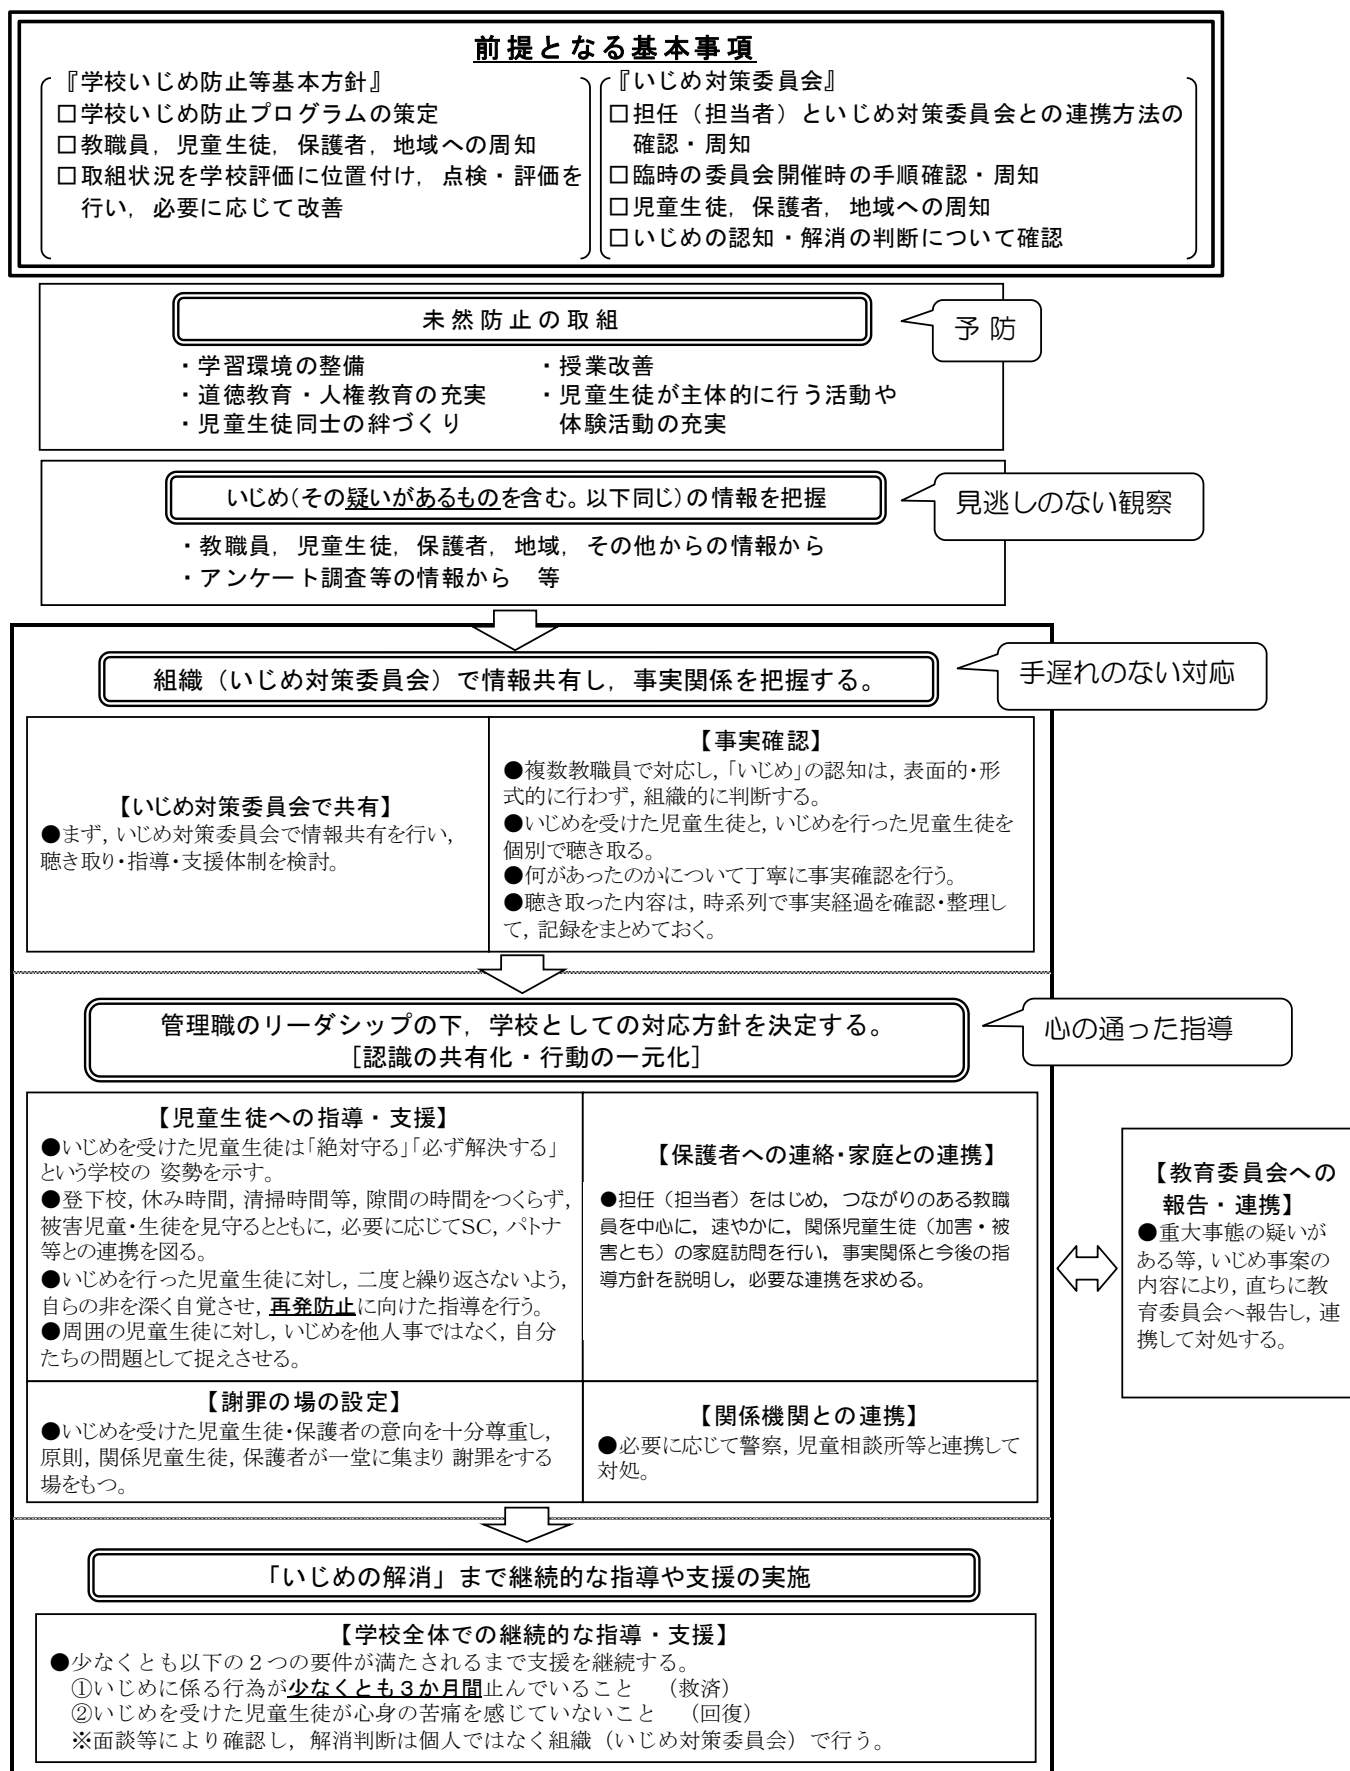 前提となる基本事項
『学校いじめ防止等基本方針』
□学校いじめ防止プログラムの策定
□教職員，児童生徒，保護者，地域への周知
□取組状況を学校評価に位置付け，点検・評価を
行い，必要に応じて改善
『いじめ対策委員会』
□担任（担当者）といじめ対策委員会との連携方法の
確認・周知
□臨時の委員会開催時の手順確認・周知
□児童生徒，保護者，地域への周知
□いじめの認知・解消の判断について確認
未然防止の取組
予 防
・学習環境の整備
・道徳教育・人権教育の充実
・児童生徒同士の絆づくり
・授業改善
・児童生徒が主体的に行う活動や
体験活動の充実
いじめ(その疑いがあるものを含む。以下同じ)の情報を把握
見逃しのない観察
・教職員，児童生徒，保護者，地域，その他からの情報から
・アンケート調査等の情報から　等
組織（いじめ対策委員会）で情報共有し，事実関係を把握する。
手遅れのない対応
【いじめ対策委員会で共有】
●まず，いじめ対策委員会で情報共有を行い，
聴き取り・指導・支援体制を検討。
【事実確認】
●複数教職員で対応し，「いじめ」の認知は，表面的・形
式的に行わず，組織的に判断する。
●いじめを受けた児童生徒と，いじめを行った児童生徒を
個別で聴き取る。
●何があったのかについて丁寧に事実確認を行う。
●聴き取った内容は，時系列で事実経過を確認・整理し
て，記録をまとめておく。
管理職のリーダシップの下，学校としての対応方針を決定する。
［認識の共有化・行動の一元化］
心の通った指導
【児童生徒への指導・支援】
●いじめを受けた児童生徒は「絶対守る」「必ず解決する」
という学校の 姿勢を示す。
●登下校，休み時間，清掃時間等，隙間の時間をつくらず，
被害児童・生徒を見守るとともに，必要に応じてSC，パトナ
等との連携を図る。
●いじめを行った児童生徒に対し，二度と繰り返さないよう，
自らの非を深く自覚させ，再発防止に向けた指導を行う。
●周囲の児童生徒に対し，いじめを他人事ではなく，自分
たちの問題として捉えさせる。
【保護者への連絡・家庭との連携】
●担任（担当者）をはじめ，つながりのある教職
員を中心に，速やかに，関係児童生徒（加害・被
害とも）の家庭訪問を行い，事実関係と今後の指
導方針を説明し，必要な連携を求める。
【教育委員会への
報告・連携】
●重大事態の疑いが
ある等，いじめ事案の
内容により，直ちに教
育委員会へ報告し，連
携して対処する。
【謝罪の場の設定】
●いじめを受けた児童生徒・保護者の意向を十分尊重し，
原則，関係児童生徒，保護者が一堂に集まり 謝罪をする
場をもつ。
【関係機関との連携】
●必要に応じて警察，児童相談所等と連携して
対処。
「いじめの解消」まで継続的な指導や支援の実施
【学校全体での継続的な指導・支援】
●少なくとも以下の２つの要件が満たされるまで支援を継続する。
①いじめに係る行為が少なくとも３か月間止んでいること　（救済）
②いじめを受けた児童生徒が心身の苦痛を感じていないこと　（回復）
※面談等により確認し，解消判断は個人ではなく組織（いじめ対策委員会）で行う。